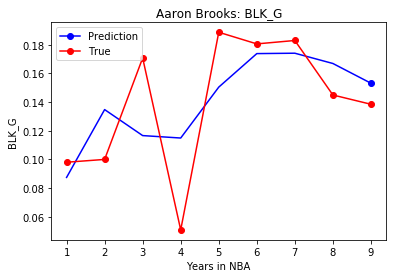 Aaron Brooks: BLK_G
Prediction
True
BLK_G
0.18
0.16
0.14
0.12
0.10
0.08
0.06
1 2 3 4 5 6 7 8 9
Years in NBA